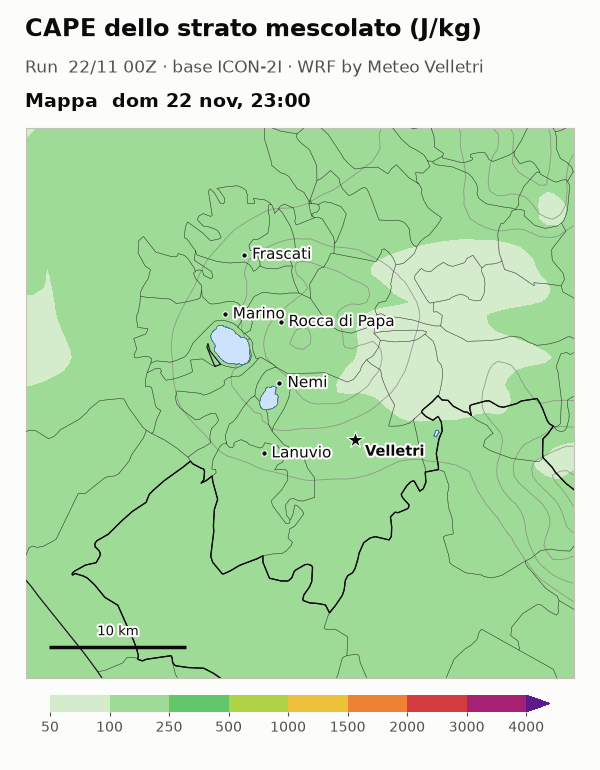 CAPE dello strato mescolato (J/kg)
Run  22/11 00Z · base ICON-2I · WRF by Meteo Velletri
Mappa  dom 22 nov, 23:00
Frascati
Marino
Rocca di Papa
Nemi
Velletri
Lanuvio
10 km
50 100 250 500 1000 1500 2000 3000 4000